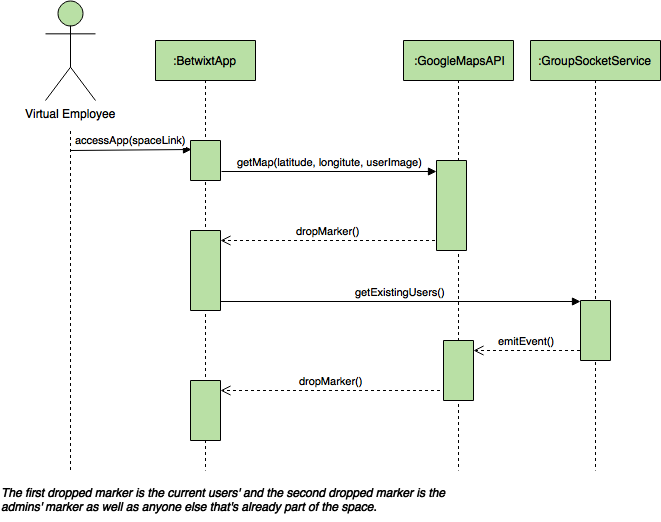 :BetwixtApp
:GoogleMapsAPI
:GroupSocketService
Virtual Employee
accessApp(spaceLink)
getMap(latitude, longitute, userImage)
dropMarker()
getExistingUsers()
emitEvent()
dropMarker()
The first dropped marker is the current users' and the second dropped marker is the
admins' marker as well as anyone else that's already part of the space.